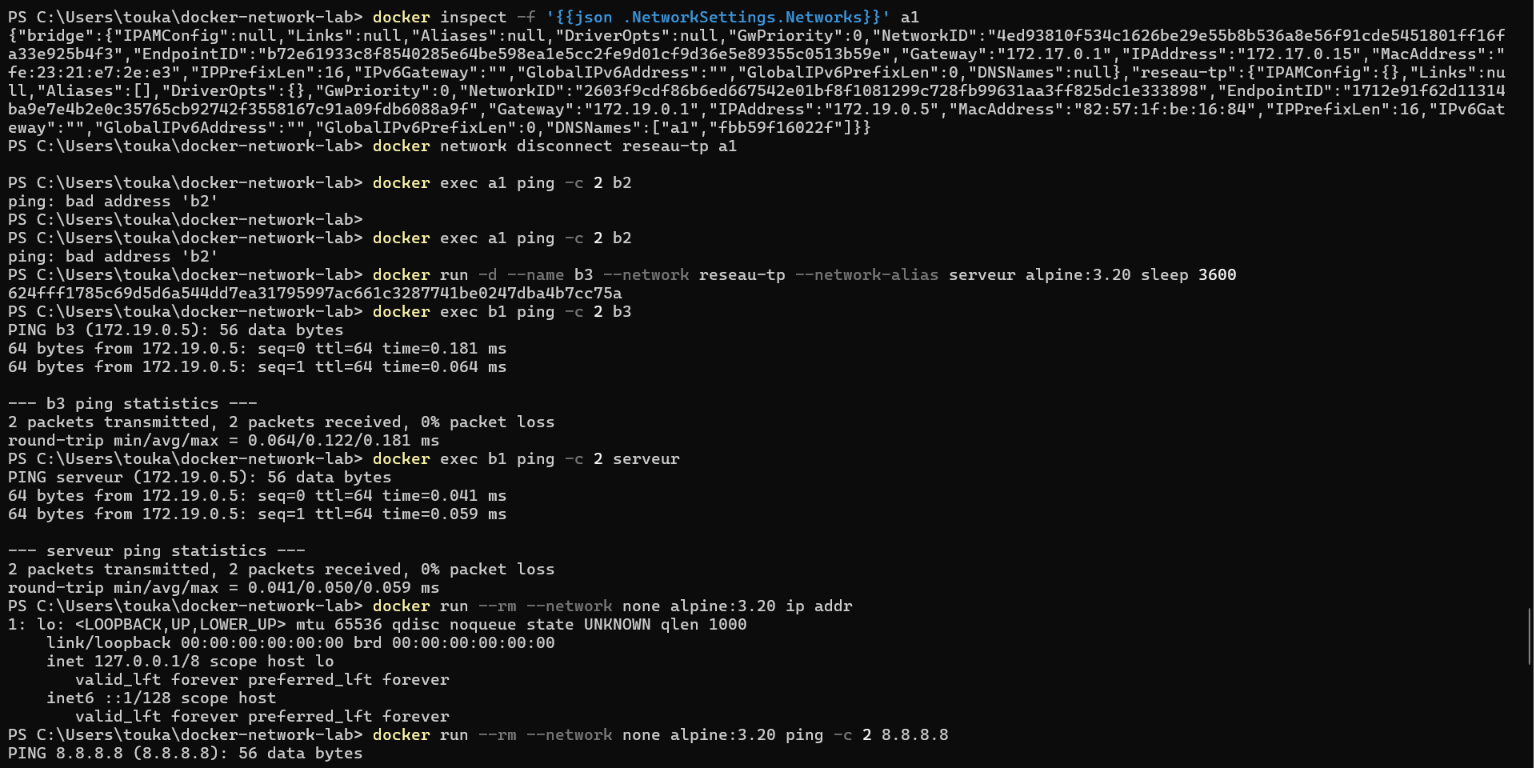 PS C:\Users\touka\docker-network-lab> docker inspect -f '{{json .NetworkSettings.Networks}}' a1
{"bridge":{"IPAMConfig":null,"Links":null,"Aliases":null,"DriverOpts":null,"GwPriority":0,"NetworkID":"4ed93810f534c1626be29e55b8b536a8e56f91cde5451801ff16f
a33e925b4f3","EndpointID":"b72e61933c8f8540285e64be598ea1e5cc2fe9d01cf9d36e5e89355c0513b59e","Gateway":"172.17.0.1","IPAddress":"172.17.0.15","MacAddress":"
fe:23:21:e7:2e:e3","IPPrefixLen":16,"IPv6Gateway":"","GlobalIPv6Address":"","GlobalIPv6PrefixLen":0,"DNSNames":null},"reseau-tp":{"IPAMConfig":{},"Links":nu
ll,"Aliases":[],"DriverOpts":{},"GwPriority":0,"NetworkID":"2603f9cdf86b6ed667542e01bf8f1081299c728fb99631aa3ff825dc1e333898","EndpointID":"1712e91f62d11314
ba9e7e4b2e0c35765cb92742f3558167c91a09fdb6088a9f","Gateway":"172.19.0.1","IPAddress":"172.19.0.5","MacAddress":"82:57:1f:be:16:84","IPPrefixLen":16,"IPv6Gat
eway":"","GlobalIPv6Address":"","GlobalIPv6PrefixLen":0,"DNSNames":["a1","fbb59f16022f"]}}
PS C:\Users\touka\docker-network-lab> docker network disconnect reseau-tp a1
PS C:\Users\touka\docker-network-lab> docker exec a1 ping -c 2 b2
ping: bad address 'b2'
PS C:\Users\touka\docker-network-lab>
PS C:\Users\touka\docker-network-lab> docker exec a1 ping -c 2 b2
ping: bad address 'b2'
PS C:\Users\touka\docker-network-lab> docker run -d --name b3 --network reseau-tp --network-alias serveur alpine:3.20 sleep 3600
624fff1785c69d5d6a544dd7ea31795997ac661c3287741be0247dba4b7cc75a
PS C:\Users\touka\docker-network-lab> docker exec b1 ping -c 2 b3
PING b3 (172.19.0.5): 56 data bytes
64 bytes from 172.19.0.5: seq=0 ttl=64 time=0.181 ms
64 bytes from 172.19.0.5: seq=1 ttl=64 time=0.064 ms
--- b3 ping statistics ---
2 packets transmitted, 2 packets received, 0% packet loss
round-trip min/avg/max = 0.064/0.122/0.181 ms
PS C:\Users\touka\docker-network-lab> docker exec b1 ping -c 2 serveur
PING serveur (172.19.0.5): 56 data bytes
64 bytes from 172.19.0.5: seq=0 ttl=64 time=0.041 ms
64 bytes from 172.19.0.5: seq=1 ttl=64 time=0.059 ms
--- serveur ping statistics ---
2 packets transmitted, 2 packets received, 0% packet loss
round-trip min/avg/max = 0.041/0.050/0.059 ms
PS C:\Users\touka\docker-network-lab> docker run --rm --network none alpine:3.20 ip addr
1: lo: <LOOPBACK,UP,LOWER_UP> mtu 65536 qdisc noqueue state UNKNOWN qlen 1000
    link/loopback 00:00:00:00:00:00 brd 00:00:00:00:00:00
    inet 127.0.0.1/8 scope host lo
       valid_lft forever preferred_lft forever
    inet6 ::1/128 scope host
       valid_lft forever preferred_lft forever
PS C:\Users\touka\docker-network-lab> docker run --rm --network none alpine:3.20 ping -c 2 8.8.8.8
PING 8.8.8.8 (8.8.8.8): 56 data bytes